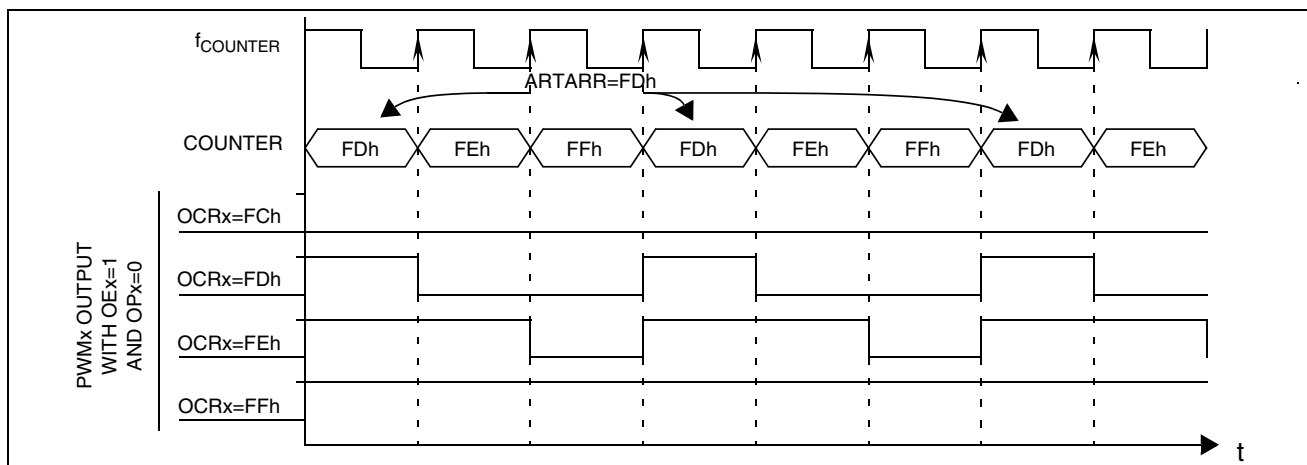 fCOUNTER
ARTARR=FDh
COUNTER
FDh FEh FFh FDh FEh FFh FDh FEh
PWMx OUTPUT
WITH OEx=1
AND OPx=0
OCRx=FCh
OCRx=FDh
OCRx=FEh
OCRx=FFh
t